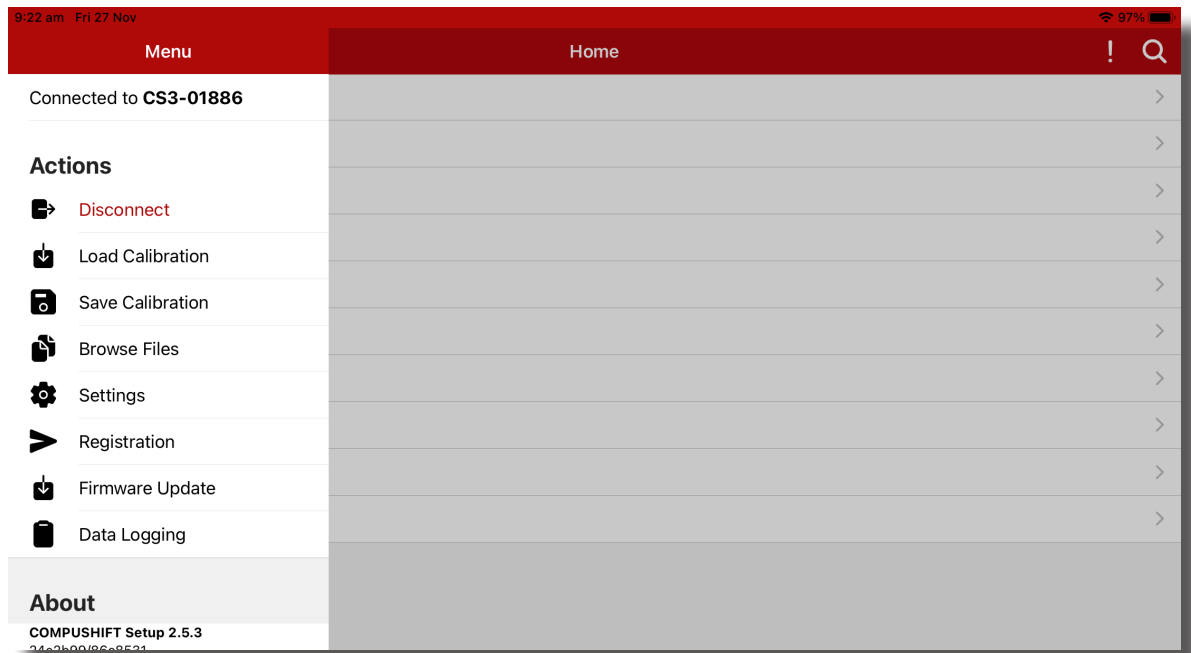 9:22 am Fri 27 Nov
97%
Menu
Home
Connected to CS3-01886
Actions
Disconnect
Load Calibration
Save Calibration
Browse Files
Settings
Registration
Firmware Update
Data Logging
About
COMPUSHIFT Setup 2.5.3